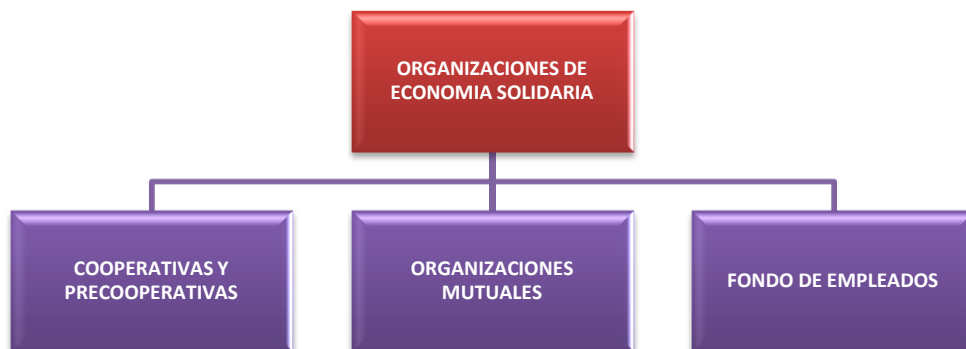 ORGANIZACIONES DE
ECONOMIA SOLIDARIA
COOPERATIVAS Y
PRECOOPERATIVAS
ORGANIZACIONES
MUTUALES
FONDO DE EMPLEADOS